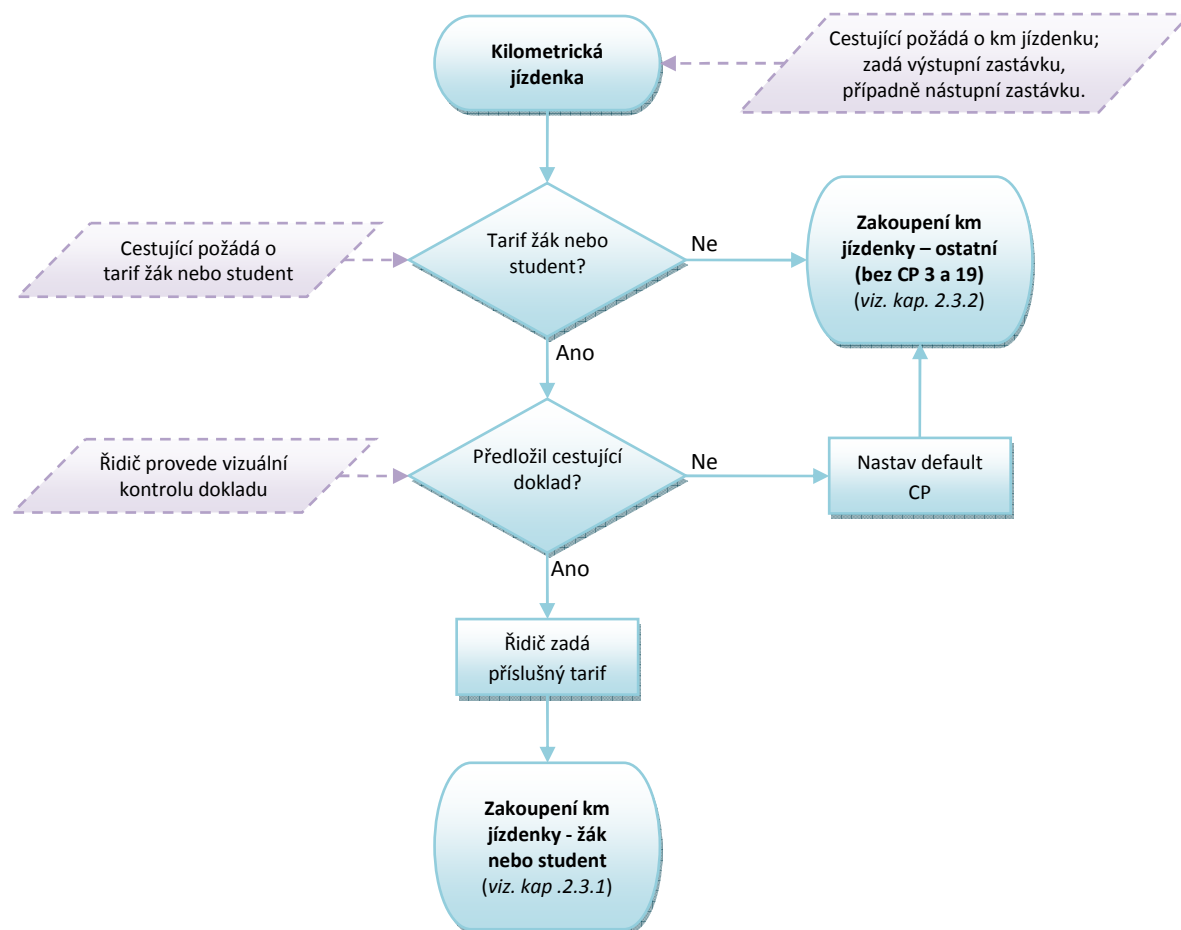 Kilometrická
jízdenka
Cestující požádá o km jízdenku;
zadá výstupní zastávku,
případně nástupní zastávku.
Cestující požádá o
tarif žák nebo student
Tarif žák nebo
student?
Ne
Zakoupení km
jízdenky – ostatní
(bez CP 3 a 19)
(viz. kap. 2.3.2)
Ano
Řidič provede vizuální
kontrolu dokladu
Předložil cestující
doklad?
Ne
Nastav default
CP
Ano
Řidič zadá
příslušný tarif
Zakoupení km
jízdenky - žák
nebo student
(viz. kap .2.3.1)